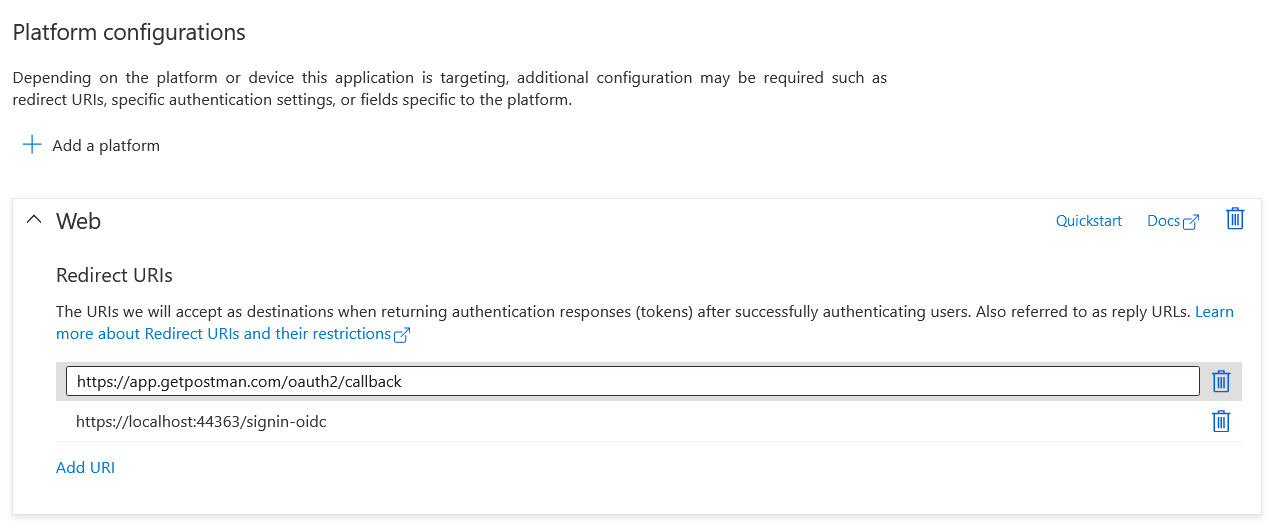 Platform configurations
Depending on the platform or device this application is targeting, additional configuration may be required such as
redirect URIs, specific authentication settings, or fields specific to the platform.
Add a platform
Web
Quickstart
Docs
Redirect URIs
The URIs we will accept as destinations when returning authentication responses (tokens) after successfully authenticating users. Also referred to as reply URLs. Learn
more about Redirect URIs and their restrictions
https://app.getpostman.com/oauth2/callback
https://localhost:44363/signin-oidc
Add URI